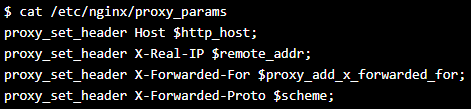 $ cat /etc/nginx/proxy_params
proxy_set_header Host $http_host;
proxy_set_header X-Real-IP $remote_addr;
proxy_set_header X-Forwarded-For $proxy_add_x_forwarded_for;
proxy_set_header X-Forwarded-Proto $scheme;